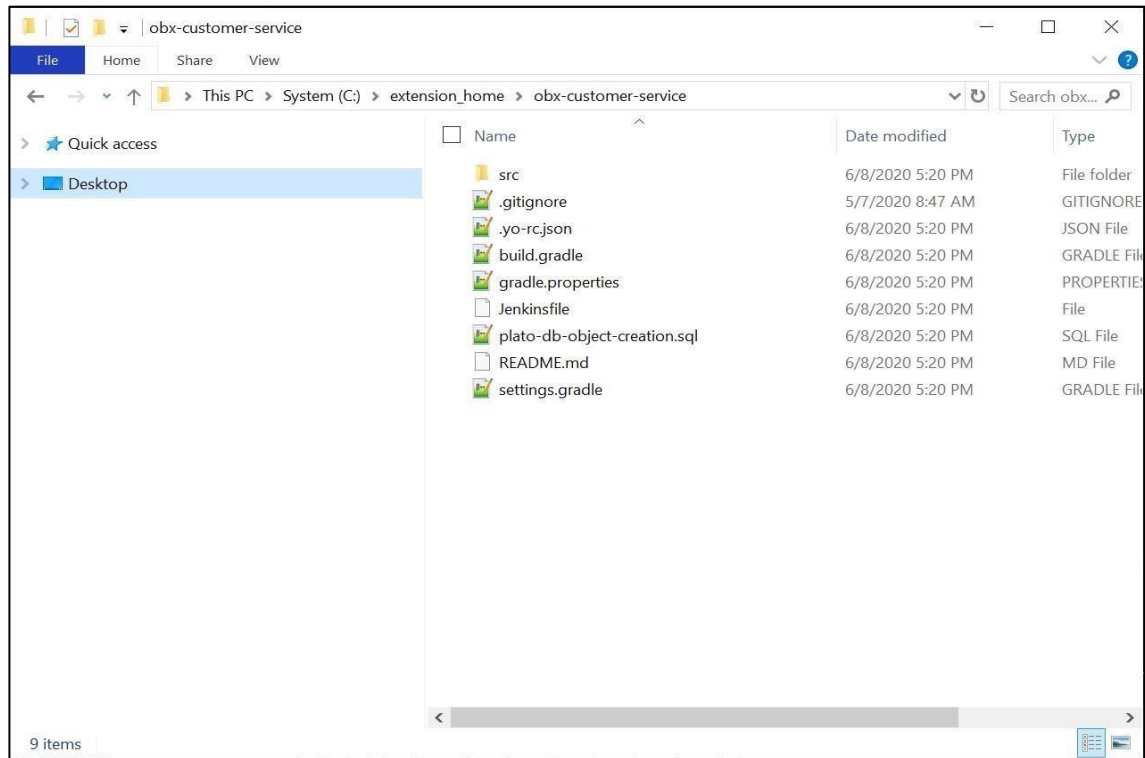 obx-customer-service
File Home Share View
This PC > System (C:) > extension_home > obx-customer-service Search obx...
Quick access
Desktop
Name Date modified Type
src 6/8/2020 5:20 PM File folder
.gitignore 5/7/2020 8:47 AM GITIGNORE
.yo-rc.json 6/8/2020 5:20 PM JSON File
build.gradle 6/8/2020 5:20 PM GRADLE File
gradle.properties 6/8/2020 5:20 PM PROPERTIES
Jenkinsfile 6/8/2020 5:20 PM File
plato-db-object-creation.sql 6/8/2020 5:20 PM SQL File
README.md 6/8/2020 5:20 PM MD File
settings.gradle 6/8/2020 5:20 PM GRADLE File
9 items